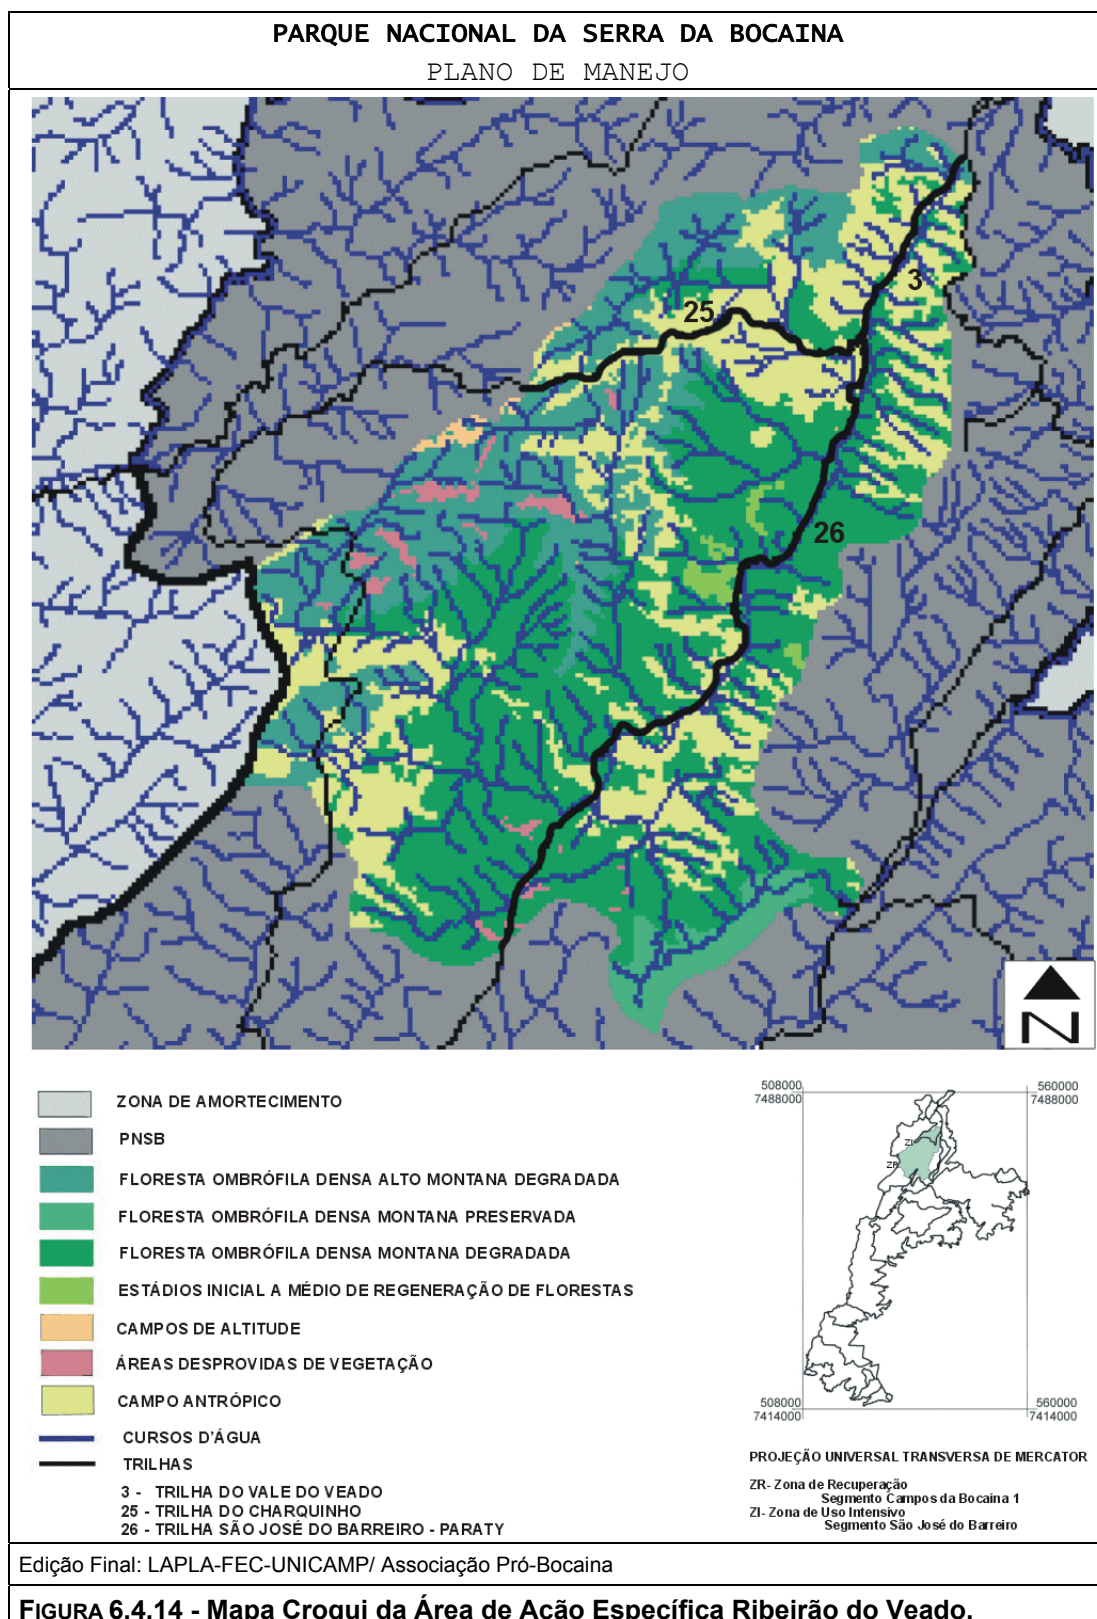 PARQUE NACIONAL DA SERRA DA BOCAINA
PLANO DE MANEJO
3
25
26
N
ZONA DE AMORTECIMENTO
PNSB
FLORESTA OMBRÓFILA DENSA ALTO MONTANA DEGRADADA
FLORESTA OMBRÓFILA DENSA MONTANA PRESERVADA
FLORESTA OMBRÓFILA DENSA MONTANA DEGRADADA
ESTÁDIOS INICIAL A MÉDIO DE REGENERAÇÃO DE FLORESTAS
CAMPOS DE ALTITUDE
ÁREAS DESPROVIDAS DE VEGETAÇÃO
CAMPO ANTRÓPICO
CURSOS D'ÁGUA
TRILHAS
3 - TRILHA DO VALE DO VEADO
25 - TRILHA DO CHARQUINHO
26 - TRILHA SÃO JOSÉ DO BARREIRO - PARATY
508000
7488000
560000
7488000
ZI
ZR
508000
7414000
560000
7414000
PROJEÇÃO UNIVERSAL TRANSVERSA DE MERCATOR
ZR- Zona de Recuperação
Segmento Campos da Bocaina 1
ZI- Zona de Uso Intensivo
Segmento São José do Barreiro
Edição Final: LAPLA-FEC-UNICAMP/ Associação Pró-Bocaina
FIGURA 6.4.14 - Mapa Croqui da Área de Ação Específica Ribeirão do Veado.